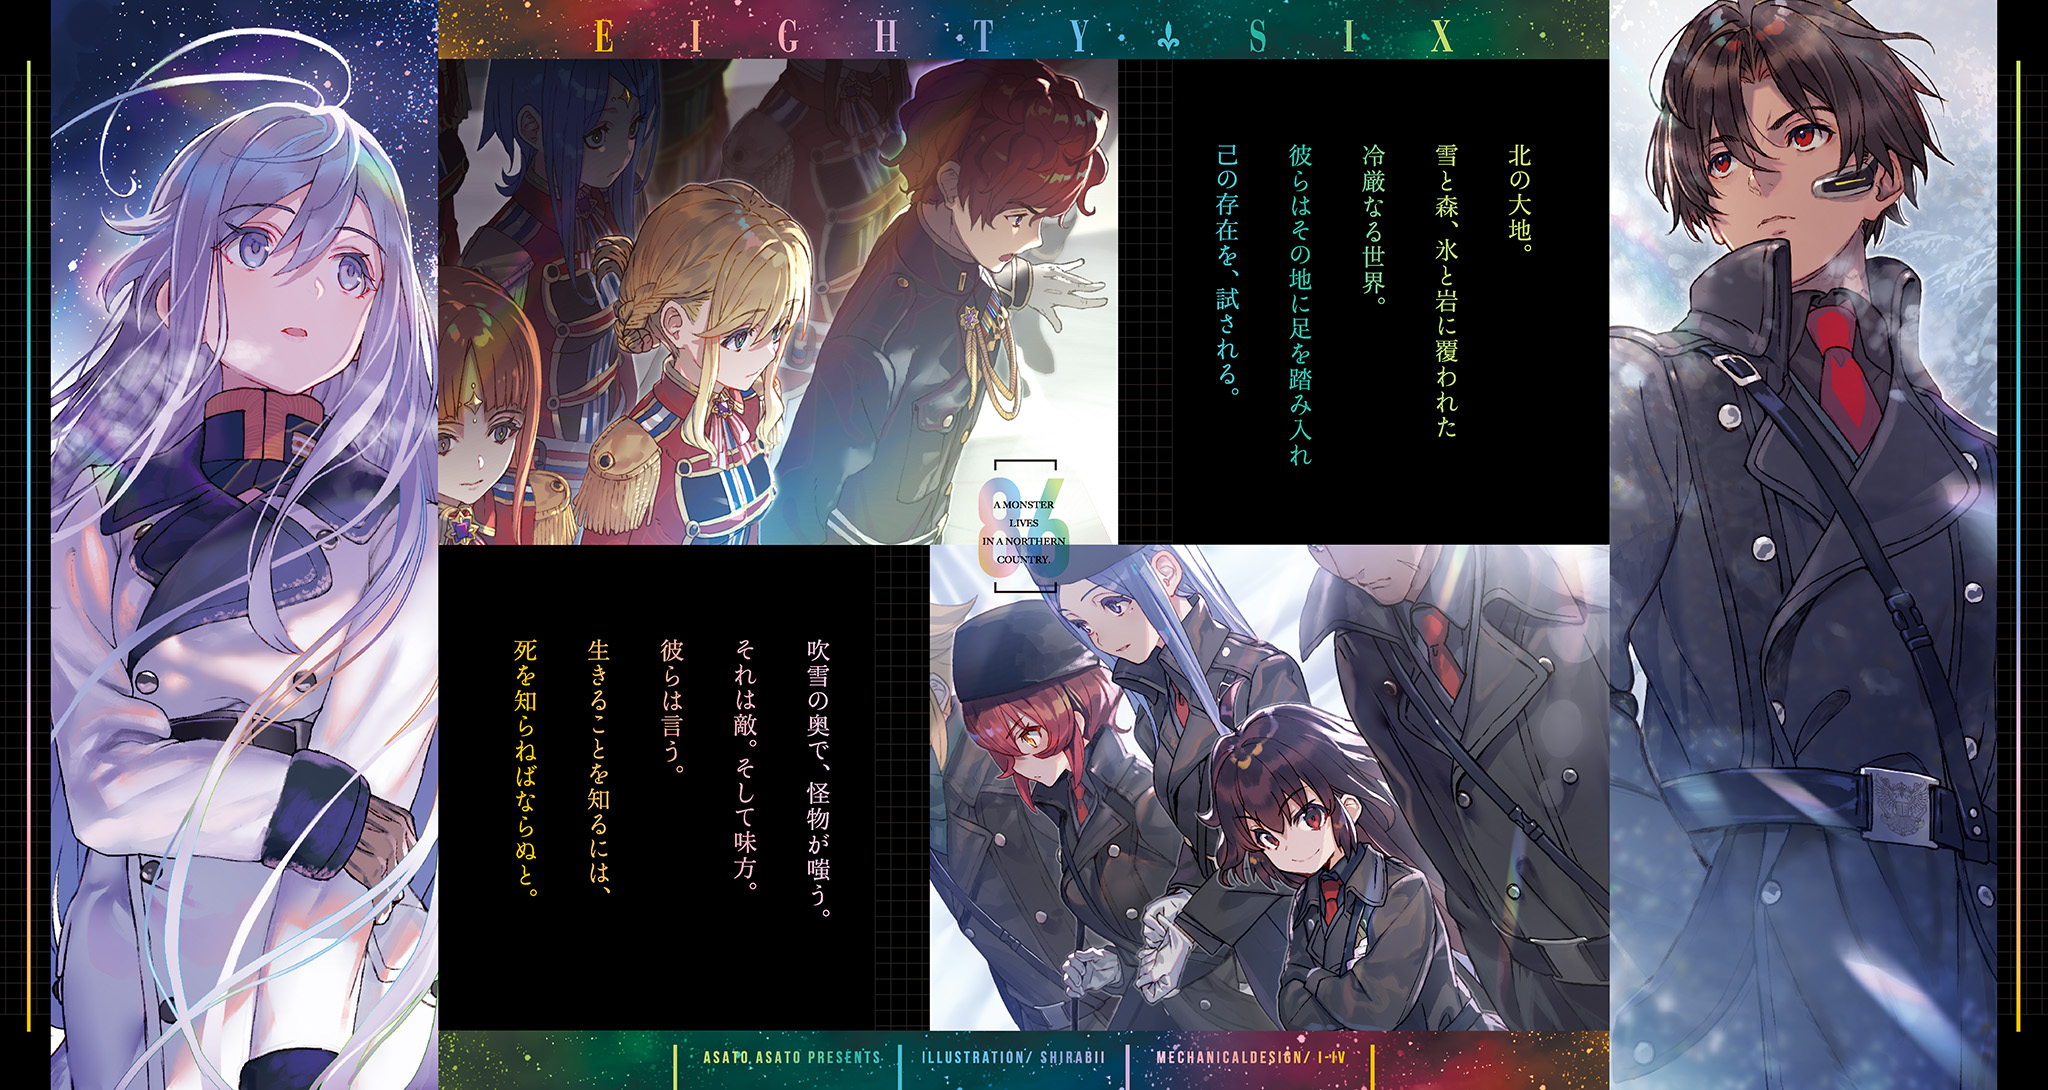 EIGHTY SIX
北の大地。
雪と森、氷と岩に覆われた
冷厳なる世界。
彼らはその地に足を踏み入れ
己の存在を、試される。
86
A MONSTER
LIVES
IN A NORTHERN
COUNTRY.
吹雪の奥で、怪物が嗤う。
それは敵。そして味方。
彼らは言う。
生きることを知るには、
死を知らねばならぬと。
ASATO ASATO PRESENTS
ILLUSTRATION/ SHIRABII
MECHANICALDESIGN/ I-IV